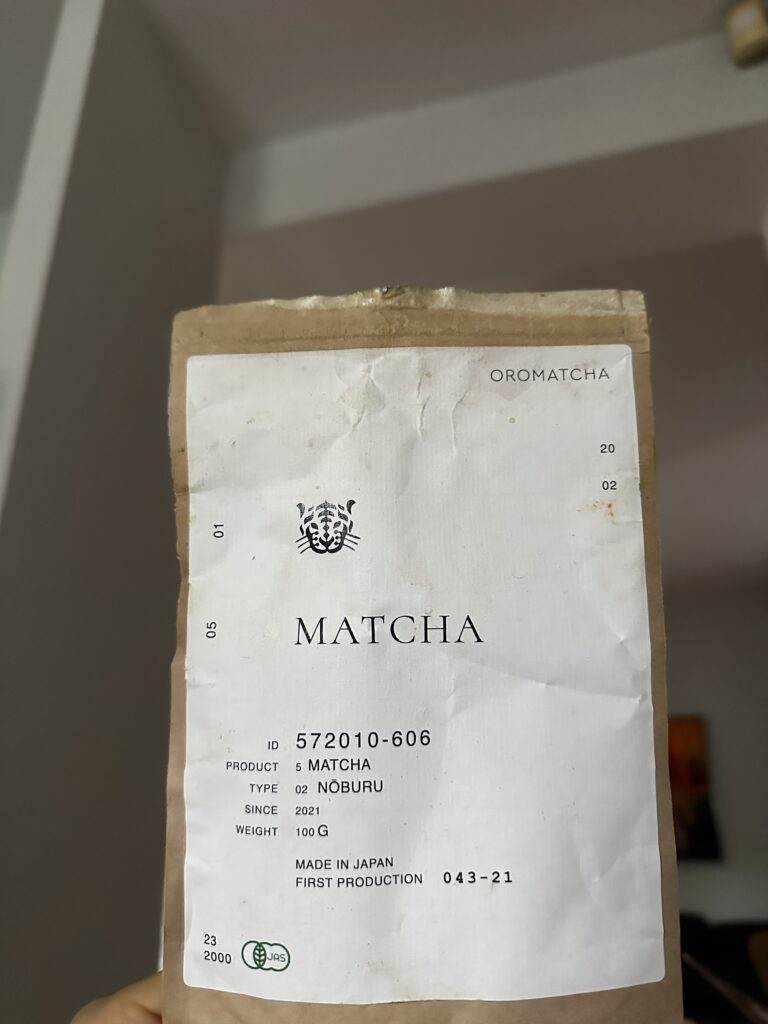 OROMATCHA
20
02
01
05
MATCHA
ID 572010-606
PRODUCT 5 MATCHA
TYPE 02 NŌBURU
SINCE 2021
WEIGHT 100 G
MADE IN JAPAN
FIRST PRODUCTION 043-21
23
2000
JAS